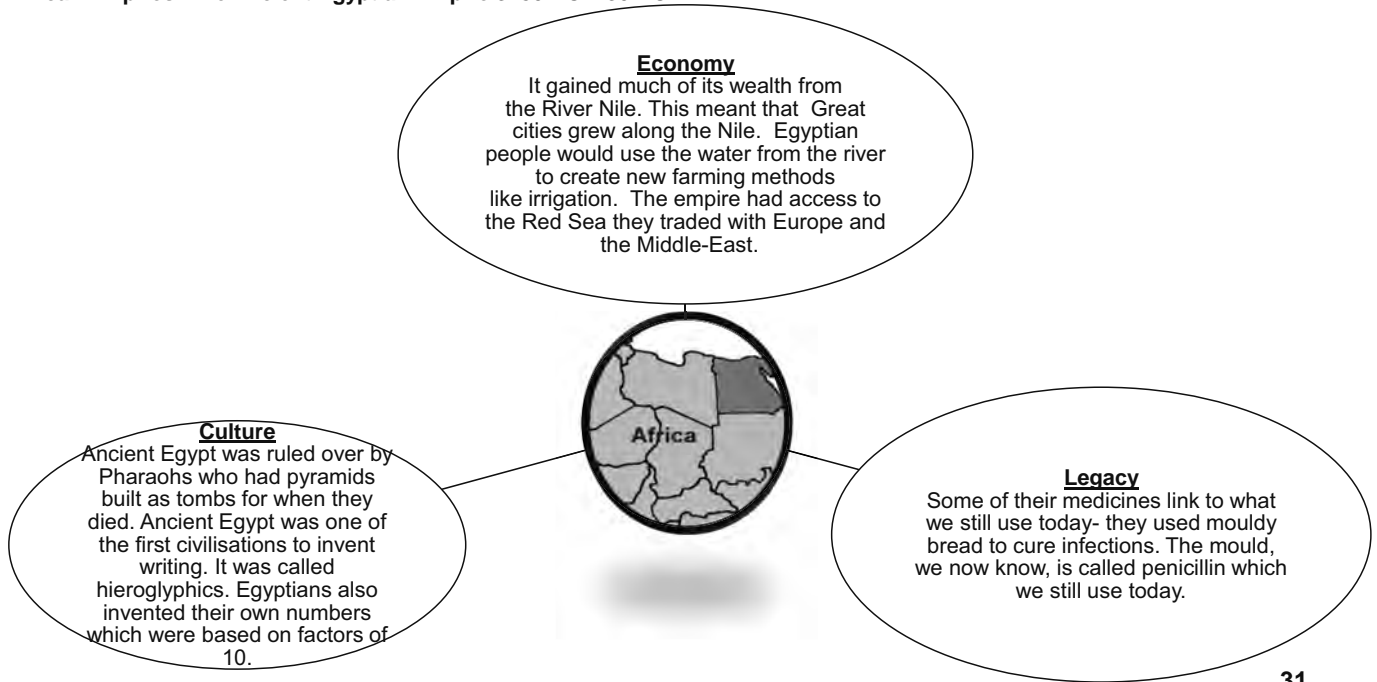 Economy
It gained much of its wealth from
the River Nile. This meant that  Great
cities grew along the Nile.  Egyptian
people would use the water from the river
to create new farming methods
like irrigation.  The empire had access to
the Red Sea they traded with Europe and
the Middle-East.
Africa
Culture
Ancient Egypt was ruled over by
Pharaohs who had pyramids
built as tombs for when they
died. Ancient Egypt was one of
the first civilisations to invent
writing. It was called
hieroglyphics. Egyptians also
invented their own numbers
which were based on factors of
10.
Legacy
Some of their medicines link to what
we still use today- they used mouldy
bread to cure infections. The mould,
we now know, is called penicillin which
we still use today.
31